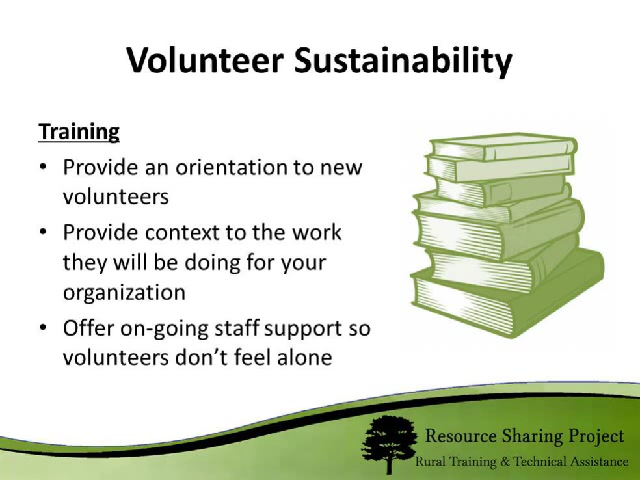 Volunteer Sustainability
Training
• Provide an orientation to new
volunteers
• Provide context to the work
they will be doing for your
organization
• Offer on-going staff support so
volunteers don’t feel alone
Resource Sharing Project
Rural Training & Technical Assistance